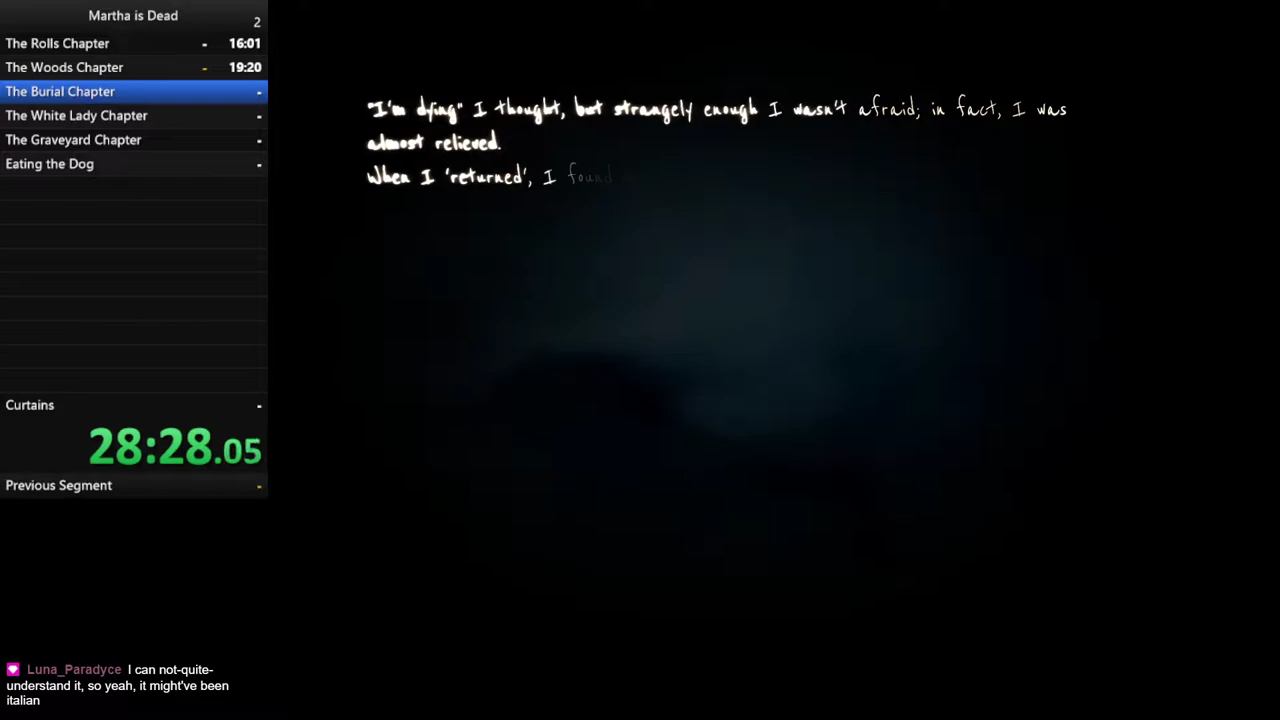 Martha is Dead
2
The Rolls Chapter - 16:01
The Woods Chapter - 19:20
The Burial Chapter -
The White Lady Chapter -
The Graveyard Chapter -
Eating the Dog -
Curtains -
28:28.05
Previous Segment -
"I'm dying" I thought, but strangely enough I wasn't afraid; in fact, I was
almost relieved.
When I 'returned', I found
Luna_Paradyce I can not-quite-
understand it, so yeah, it might've been
italian